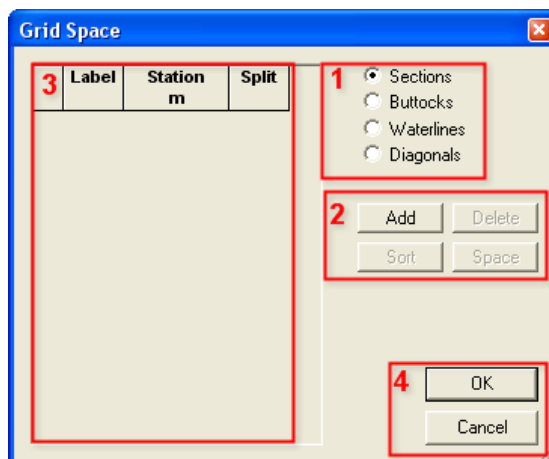 Grid Space
3 Label Station m Split
1 Sections
Buttocks
Waterlines
Diagonals
2 Add Delete
Sort Space
4 OK
Cancel